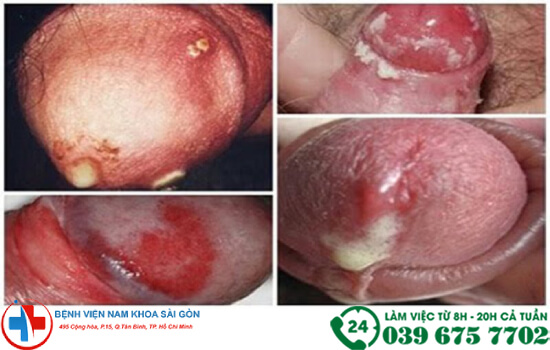 BỆNH VIỆN NAM KHOA SÀI GÒN
495 Cộng hòa, P.15, Q.Tân Bình, TP. Hồ Chí Minh
24
LÀM VIỆC TỪ 8H - 20H CẢ TUẦN
039 675 7702